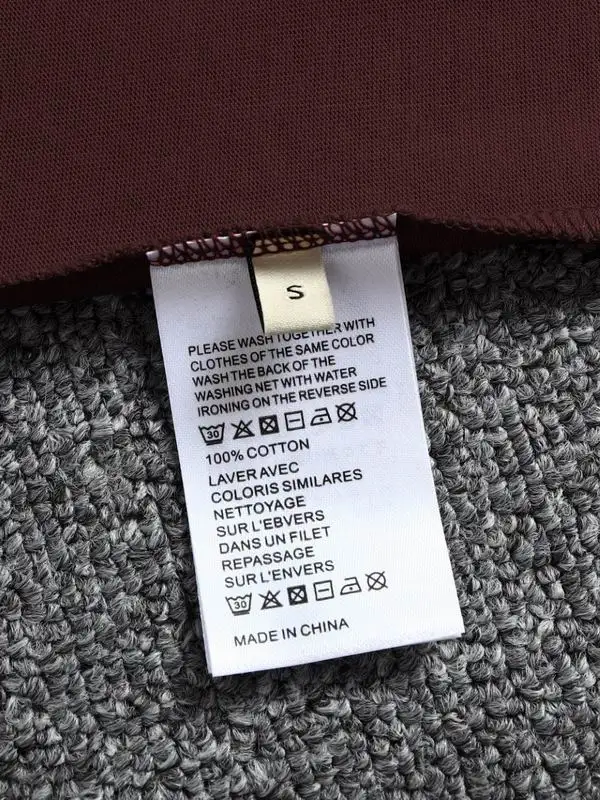 S
PLEASE WASH TOGETHER WITH
CLOTHES OF THE SAME COLOR
WASH THE BACK OF THE
WASHING NET WITH WATER
IRONING ON THE REVERSE SIDE
30
100% COTTON
LAVER AVEC
COLORIS SIMILARES
NETTOYAGE
SUR L'EBVERS
DANS UN FILET
REPASSAGE
SUR L'ENVERS
30
MADE IN CHINA